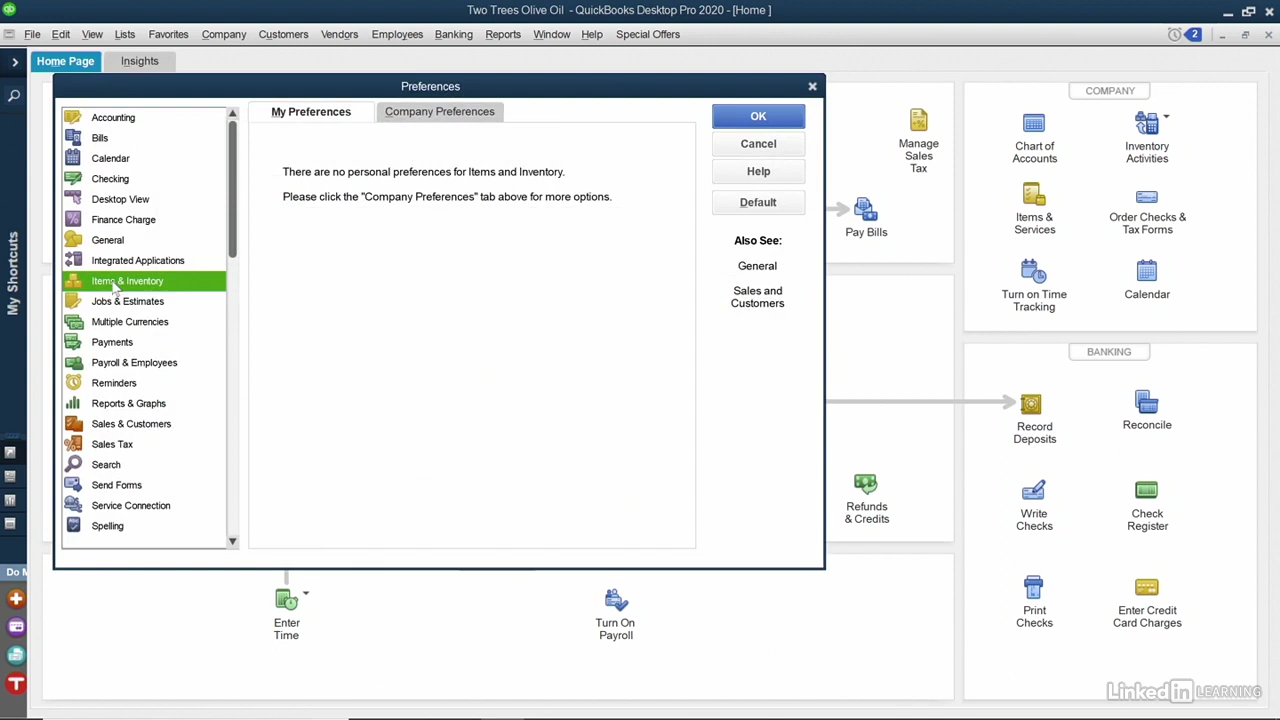 Two Trees Olive Oil - QuickBooks Desktop Pro 2020 - [Home Page]
File Edit View Lists Favorites Company Customers Vendors Employees Banking Reports Window Help Special Offers
2
Home Page Insights
My Shortcuts
Do M
Preferences
Accounting
Bills
Calendar
Checking
Desktop View
Finance Charge
General
Integrated Applications
Items & Inventory
Jobs & Estimates
Multiple Currencies
Payments
Payroll & Employees
Reminders
Reports & Graphs
Sales & Customers
Sales Tax
Search
Send Forms
Service Connection
Spelling
My Preferences Company Preferences
There are no personal preferences for Items and Inventory.
Please click the "Company Preferences" tab above for more options.
OK
Cancel
Help
Default
Also See:
General
Sales and
Customers
Manage
Sales
Tax
Pay Bills
Refunds
& Credits
Enter
Time
Turn On
Payroll
COMPANY
Chart of
Accounts
Inventory
Activities
Items &
Services
Order Checks &
Tax Forms
Turn on Time
Tracking
Calendar
BANKING
Record
Deposits
Reconcile
Write
Checks
Check
Register
Print
Checks
Enter Credit
Card Charges
Linked in LEARNING